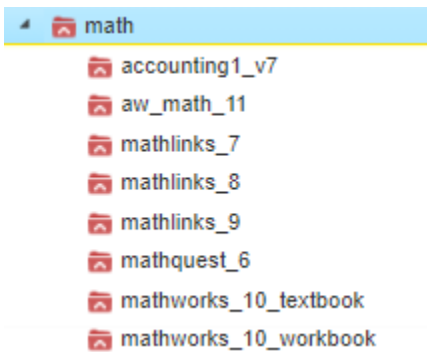 math
accounting1_v7
aw_math_11
mathlinks_7
mathlinks_8
mathlinks_9
mathquest_6
mathworks_10_textbook
mathworks_10_workbook